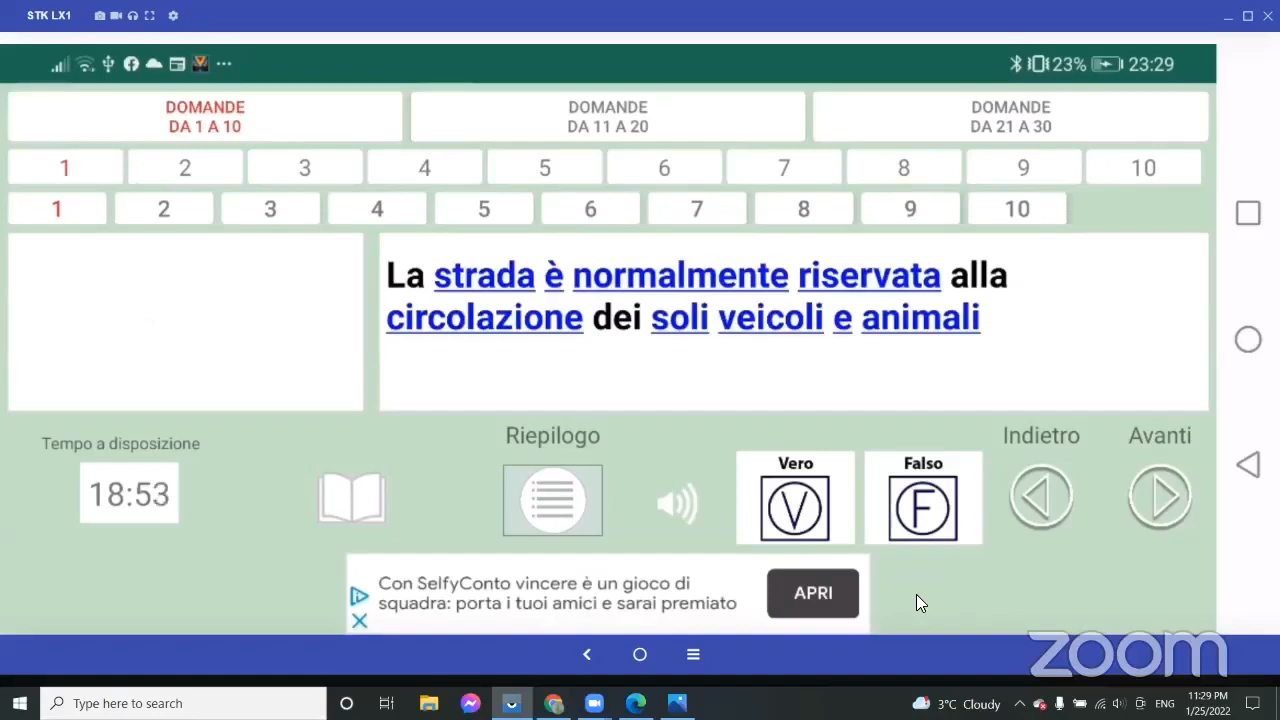 STK LX1
23% 23:29
DOMANDE
DA 1 A 10
DOMANDE
DA 11 A 20
DOMANDE
DA 21 A 30
1 2 3 4 5 6 7 8 9 10
1 2 3 4 5 6 7 8 9 10
La strada è normalmente riservata alla
circolazione dei soli veicoli e animali
Tempo a disposizione
18:53
Riepilogo
Vero
V
Falso
F
Indietro
Avanti
Con SelfyConto vincere è un gioco di
squadra: porta i tuoi amici e sarai premiato
APRI
zoom
Type here to search
3°C Cloudy
ENG
11:29 PM
1/25/2022